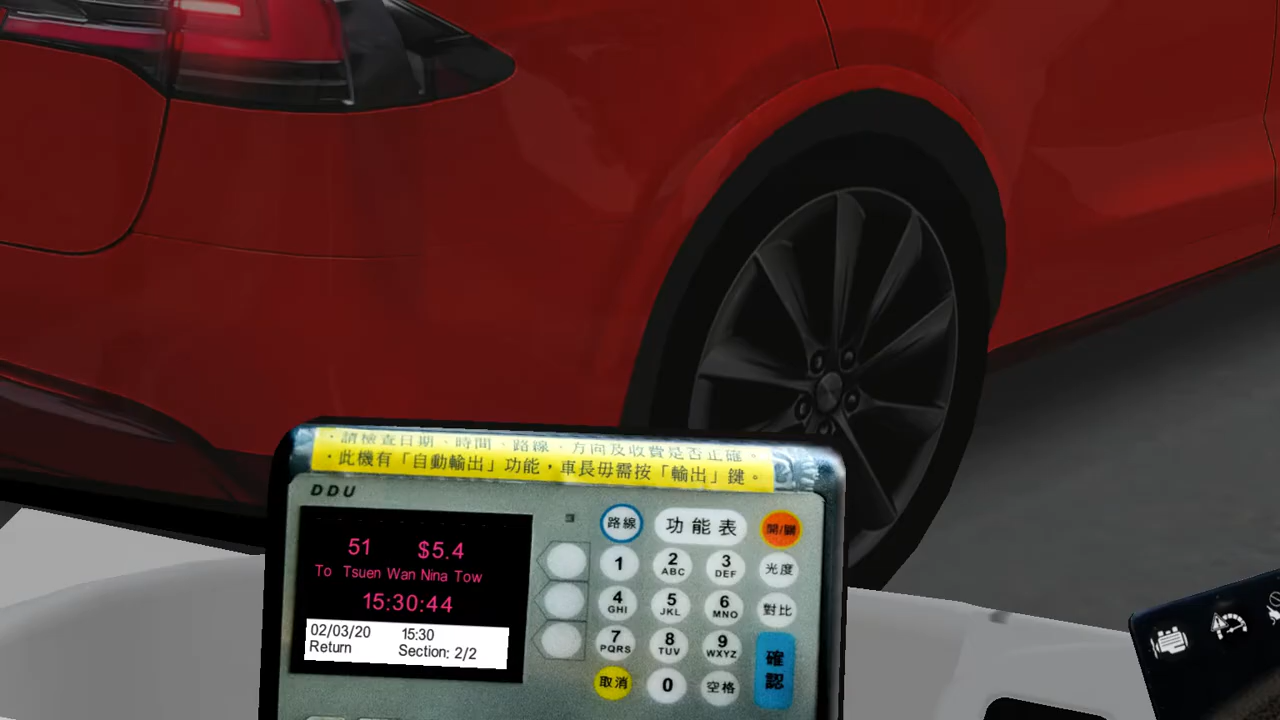 ·請檢查日期、時間、路線、方向及收費是否正確。
·此機有「自動輸出」功能，車長毋需按「輸出」鍵。
DDU
51 $5.4
To Tsuen Wan Nina Tow
15:30:44
02/03/20 15:30
Return Section: 2/2
路線 功能表 開/關
1 2 ABC 3 DEF 光度
4 GHI 5 JKL 6 MNO 對比
7 PQRS 8 TUV 9 WXYZ 確認
取消 0 空格